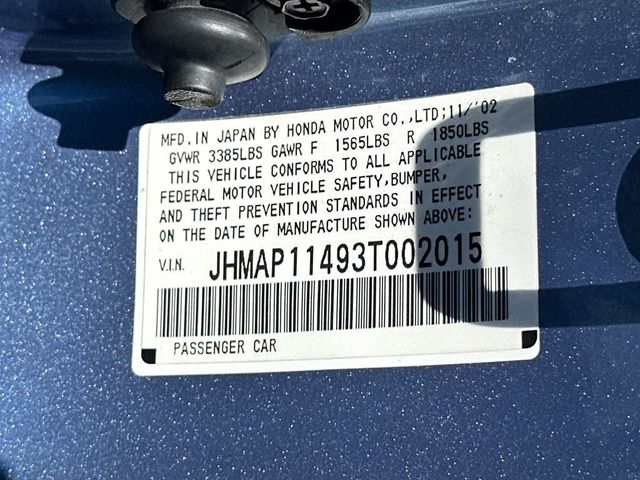 MFD.IN JAPAN BY HONDA MOTOR CO.,LTD;11/'02
GVWR 3385LBS GAWR F 1565LBS R 1850LBS
THIS VEHICLE CONFORMS TO ALL APPLICABLE
FEDERAL MOTOR VEHICLE SAFETY,BUMPER,
AND THEFT PREVENTION STANDARDS IN EFFECT
ON THE DATE OF MANUFACTURE SHOWN ABOVE:
V.I.N. JHMAP11493T002015
PASSENGER CAR